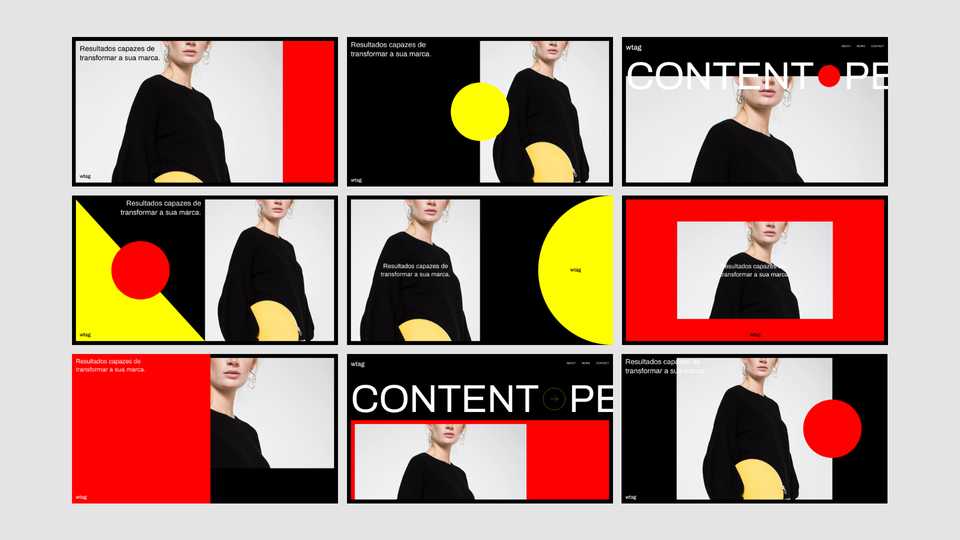 Resultados capazes de
transformar a sua marca.
wtag
Resultados capazes de
transformar a sua marca.
wtag
wtag
ABOUT WORK CONTACT
CONTENT PE
Resultados capazes de
transformar a sua marca.
wtag
Resultados capazes de
transformar a sua marca.
wtag
Resultados capazes de
transformar a sua marca.
wtag
Resultados capazes de
transformar a sua marca.
wtag
wtag
ABOUT WORK CONTACT
CONTENT PE
Resultados capazes de
transformar a sua marca.
wtag